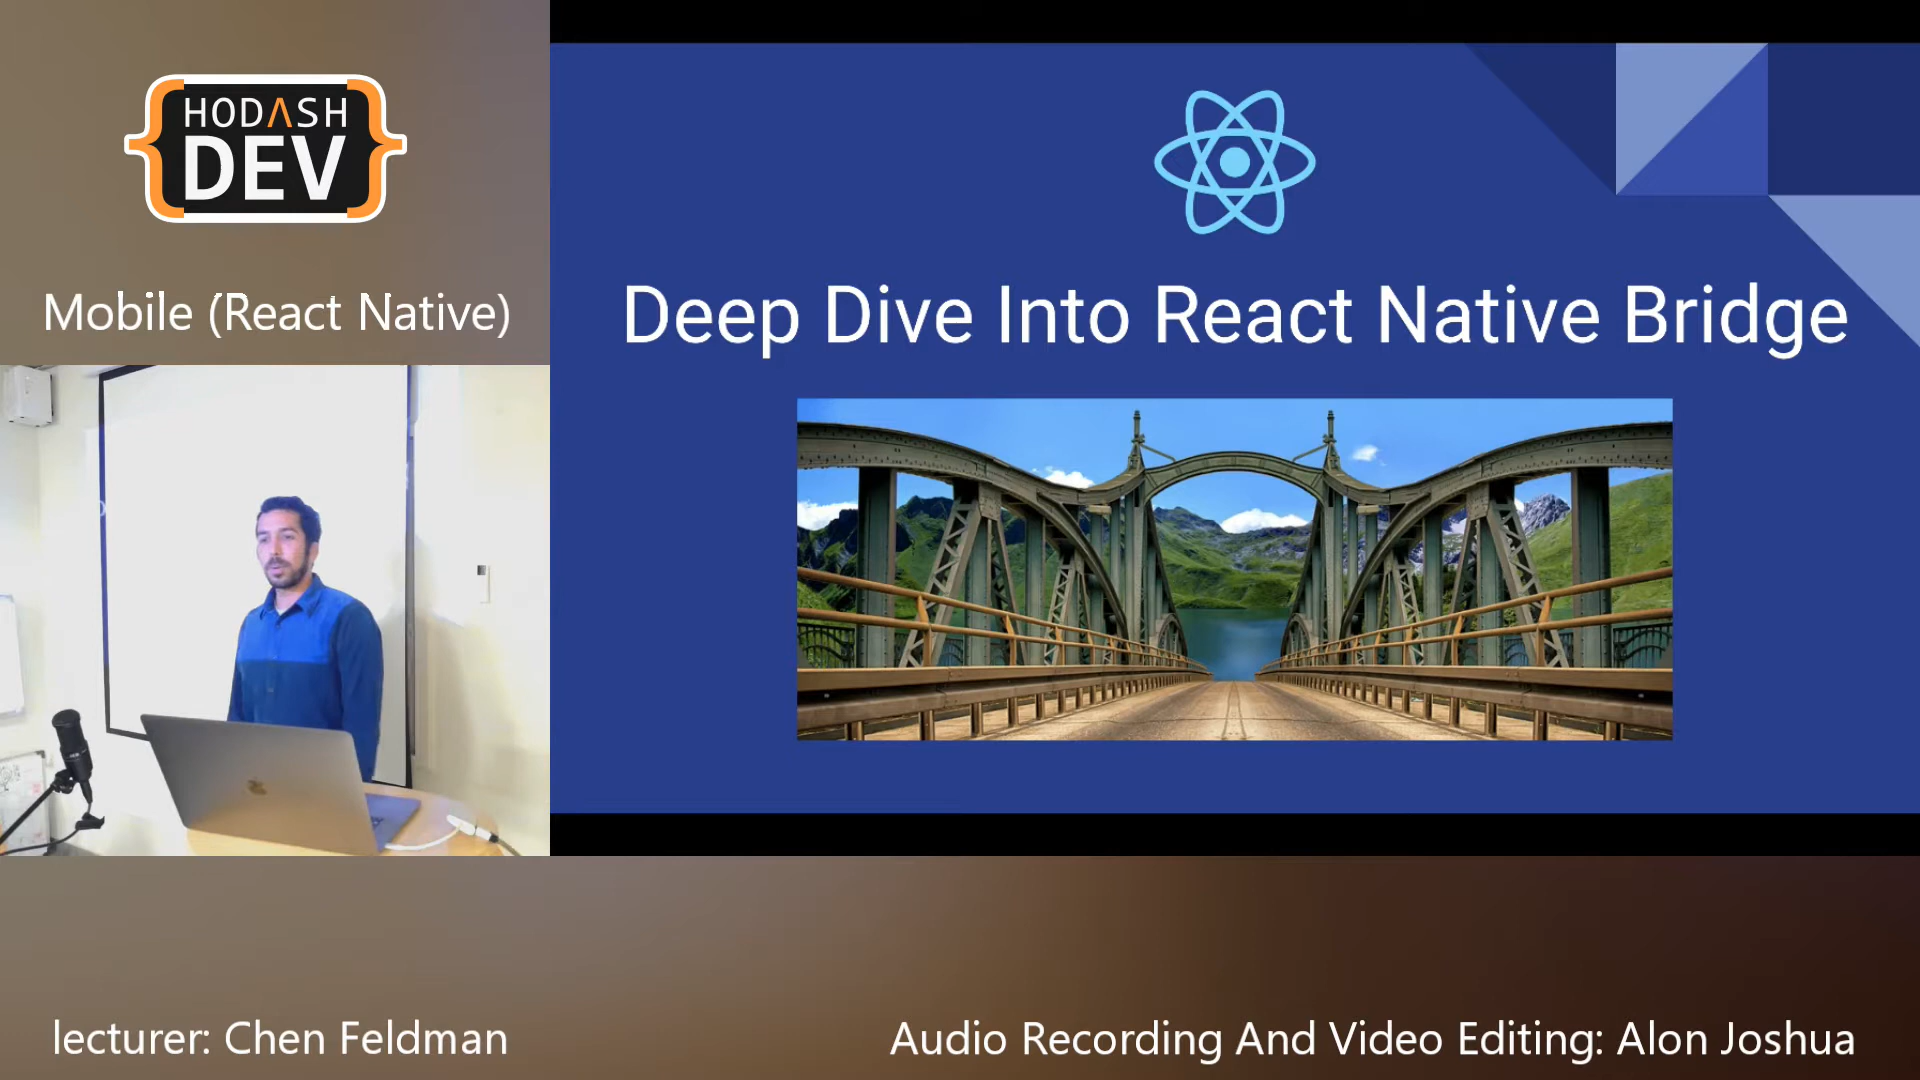 HODASH
DEV
Mobile (React Native)
Deep Dive Into React Native Bridge
lecturer: Chen Feldman
Audio Recording And Video Editing: Alon Joshua